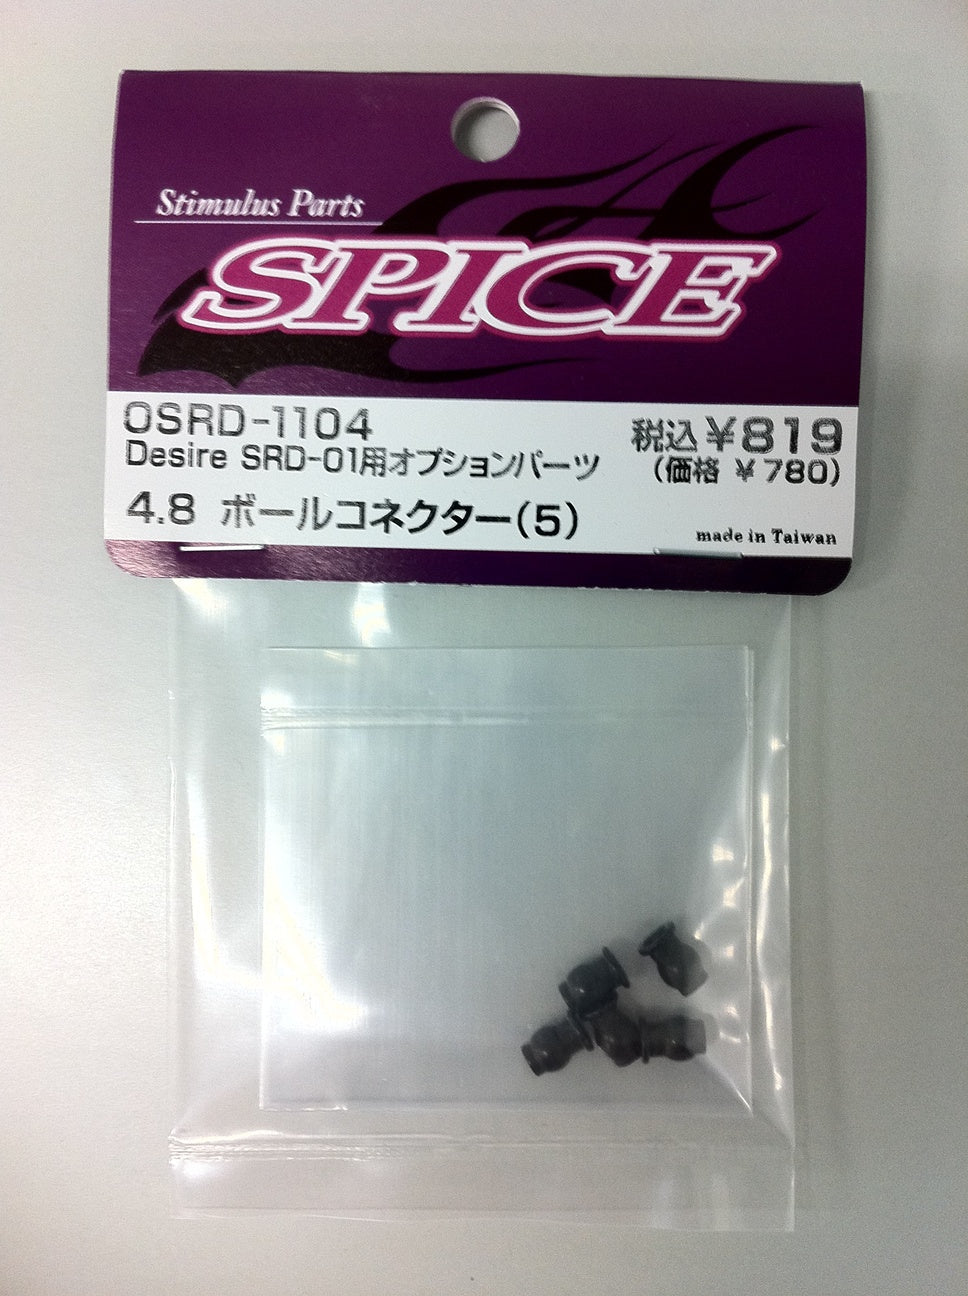 Stimulus Parts
SPICE
OSRD-1104
税込￥819
Desire SRD-01用オプションパーツ
(価格 ￥780)
4.8 ボールコネクター(5)
made in Taiwan